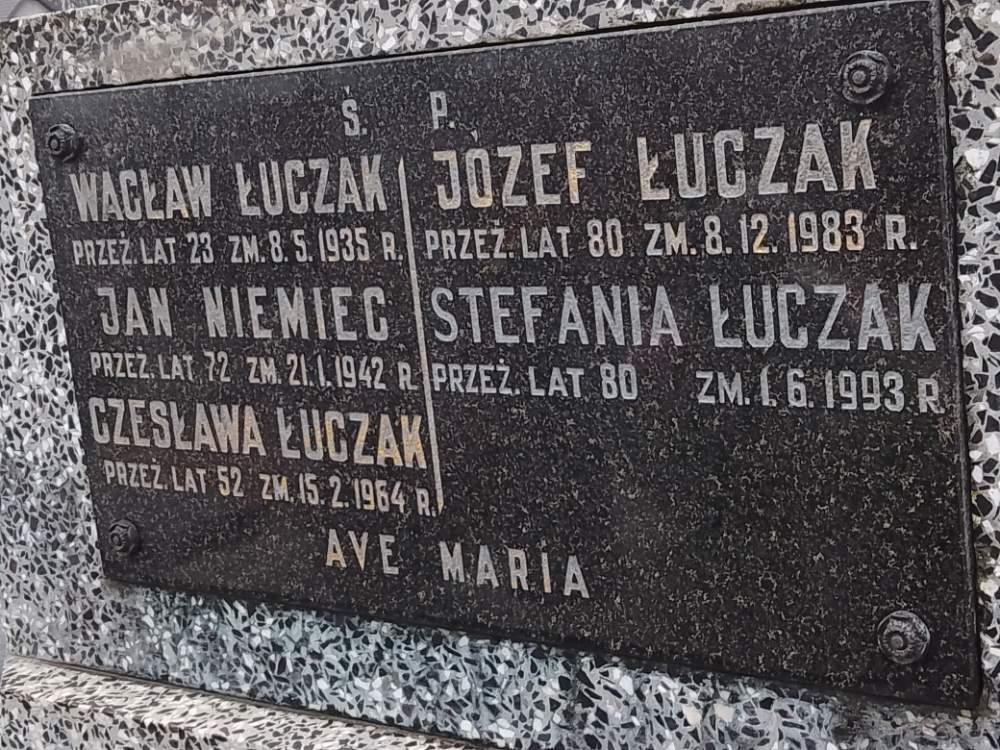 Ś. P.
WACŁAW ŁUCZAK
PRZEŻ. LAT 23 ZM. 8. 5. 1935 R.
JAN NIEMIEC
PRZEŻ. LAT 72 ZM. 21. 1. 1942 R.
CZESŁAWA ŁUCZAK
PRZEŻ. LAT 52 ZM. 15. 2. 1964 R.
JÓZEF ŁUCZAK
PRZEŻ. LAT 80 ZM. 8. 12. 1983 R.
STEFANIA ŁUCZAK
PRZEŻ. LAT 80 ZM. 1. 6. 1993 R.
AVE MARIA